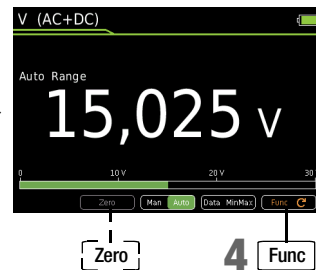 V (AC+DC)
Auto Range
15,025 V
0 10 V 20 V 30
Zero Man Auto Data MinMax Func
Zero 4 Func